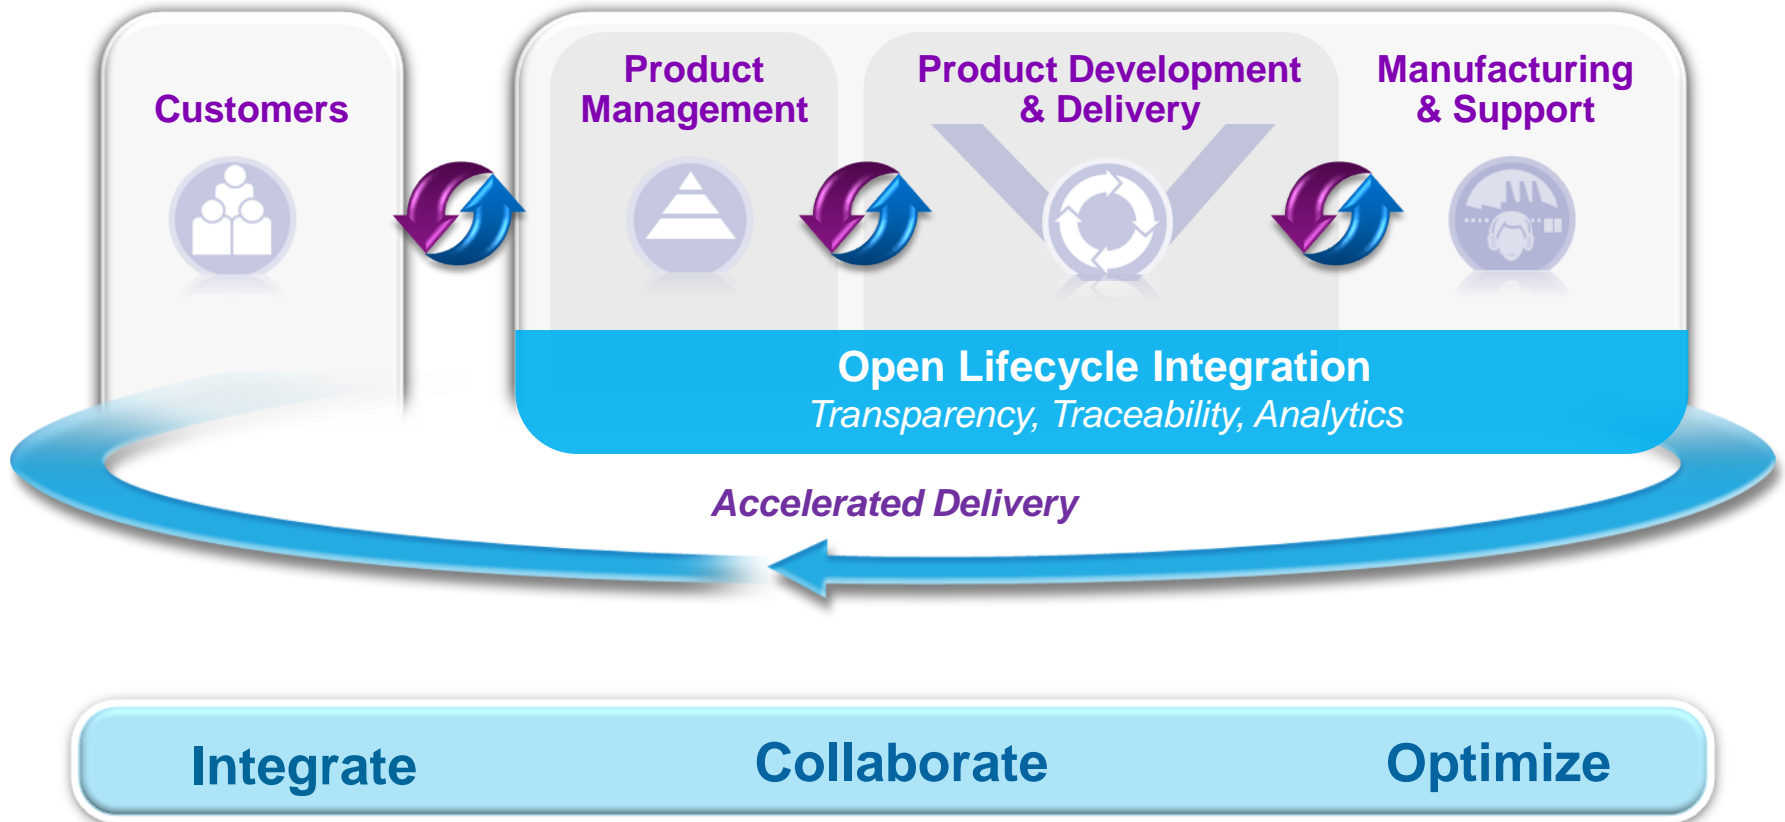 Customers
Product
Management
Product Development
& Delivery
Manufacturing
& Support
Open Lifecycle Integration
Transparency, Traceability, Analytics
Accelerated Delivery
Integrate
Collaborate
Optimize